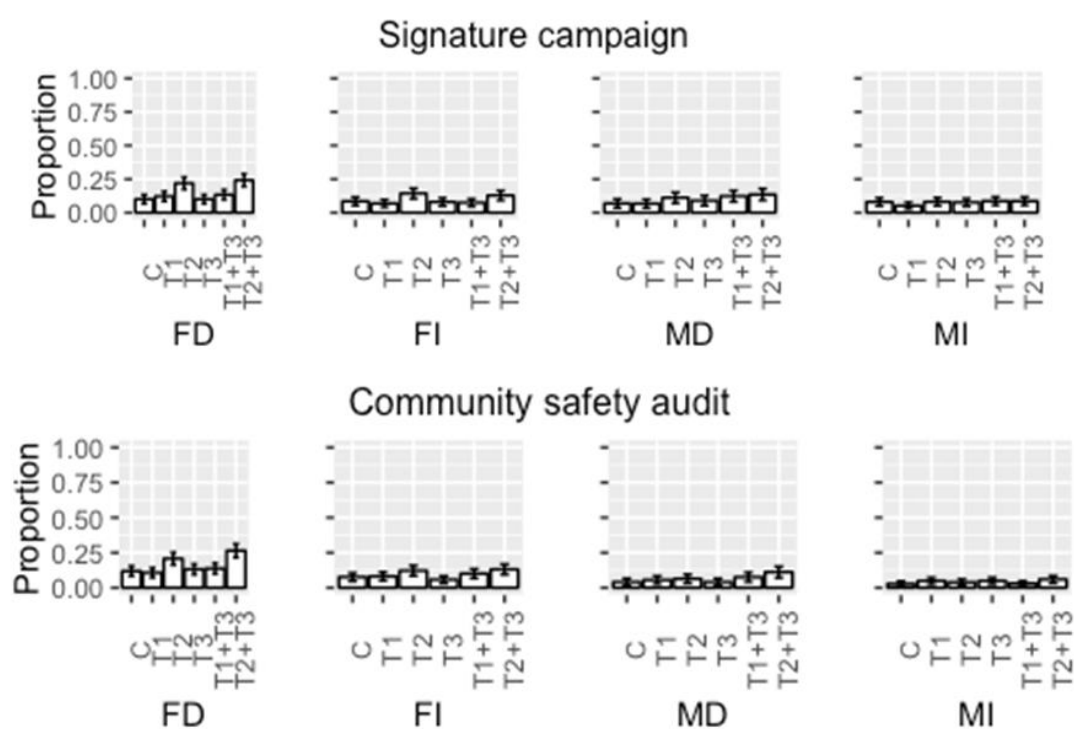 Signature campaign
Proportion
1.00
0.75
0.50
0.25
0.00
C T1 T2 T3 T1+T3 T2+T3
C T1 T2 T3 T1+T3 T2+T3
C T1 T2 T3 T1+T3 T2+T3
C T1 T2 T3 T1+T3 T2+T3
FD FI MD MI
Community safety audit
Proportion
1.00
0.75
0.50
0.25
0.00
C T1 T2 T3 T1+T3 T2+T3
C T1 T2 T3 T1+T3 T2+T3
C T1 T2 T3 T1+T3 T2+T3
C T1 T2 T3 T1+T3 T2+T3
FD FI MD MI